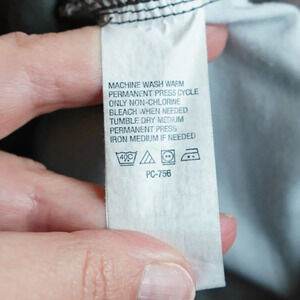 MACHINE WASH WARM
PERMANENT PRESS CYCLE
ONLY NON-CHLORINE
BLEACH WHEN NEEDED
TUMBLE DRY MEDIUM
PERMANENT PRESS
IRON MEDIUM IF NEEDED
40C
PC-756